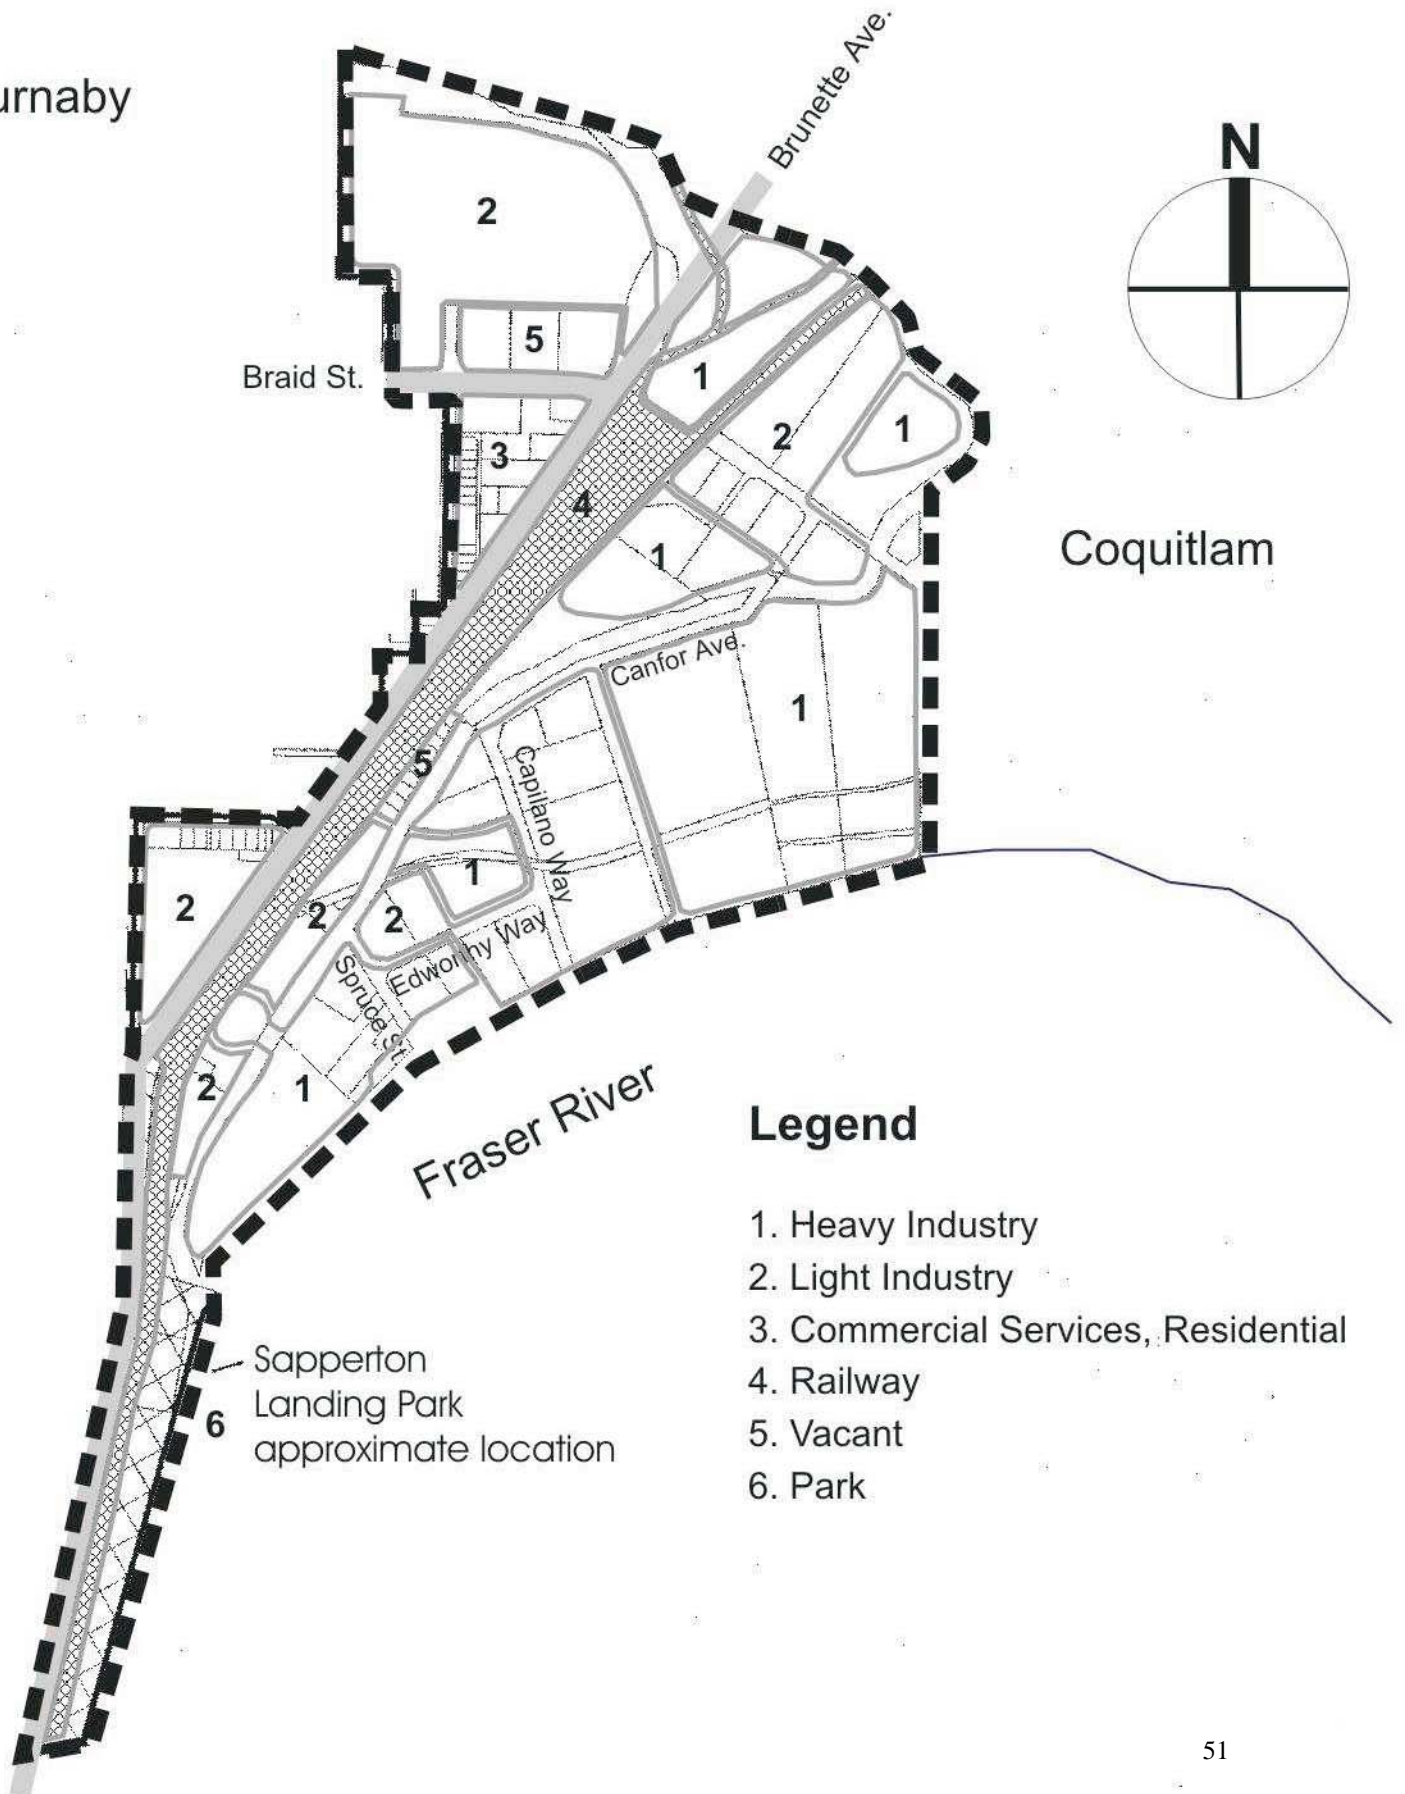 urnaby
Brunette Ave.
N
2
5
Braid St.
1
2
1
3
4
Coquitlam
1
Canfor Ave.
1
5
Capilano Way
1
2
2
2
Edworthy Way
Spruce St.
2
1
Fraser River
Legend
1. Heavy Industry
2. Light Industry
3. Commercial Services, Residential
4. Railway
5. Vacant
6. Park
Sapperton
Landing Park
approximate location
6
51